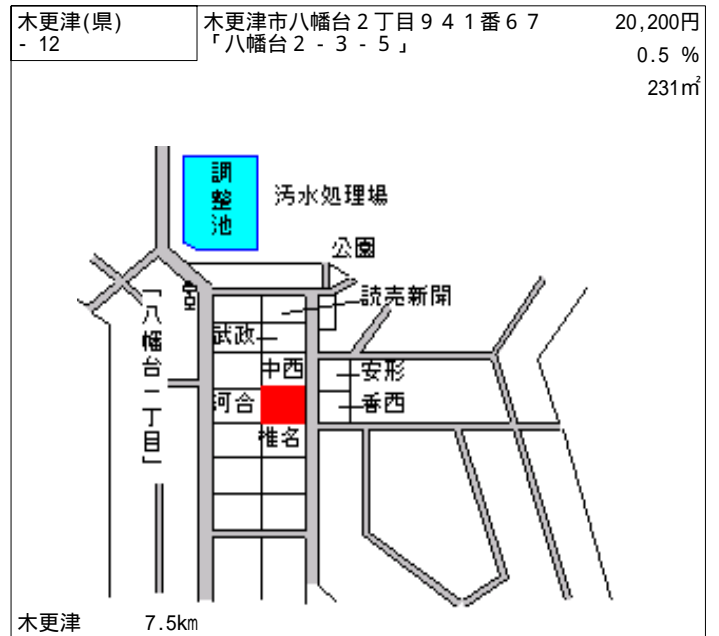 木更津(県)
- 12
木更津市八幡台2丁目941番67
「八幡台2-3-5」
20,200円
0.5 %
231㎡
調整池
汚水処理場
公園
宮
読売新聞
「八幡台一丁目」
武政
中西
安形
河合
香西
椎名
木更津 7.5km